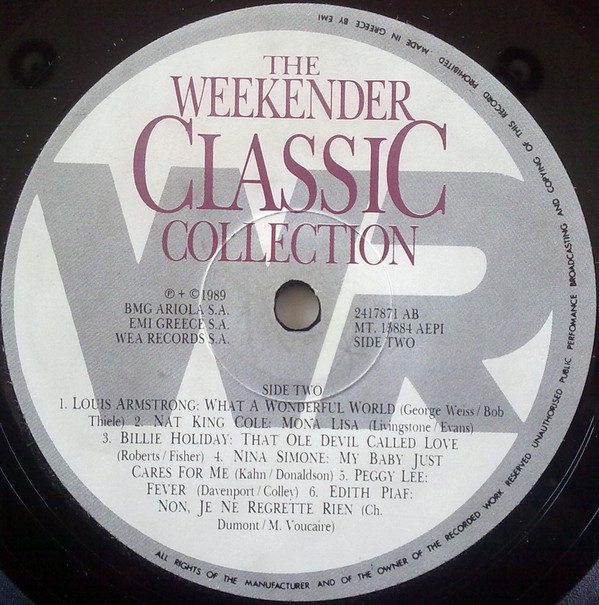 THE
WEEKENDER
CLASSIC
COLLECTION
WR
℗ + © 1989
BMG ARIOLA S.A.
EMI GREECE S.A.
WEA RECORDS S.A.
2417871 AB
MT. 13884 AEPI
SIDE TWO
SIDE TWO
1. LOUIS ARMSTRONG: WHAT A WONDERFUL WORLD (George Weiss / Bob
Thiele) 2. NAT KING COLE: MONA LISA (Livingstone / Evans)
3. BILLIE HOLIDAY: THAT OLE DEVIL CALLED LOVE
(Roberts / Fisher) 4. NINA SIMONE: MY BABY JUST
CARES FOR ME (Kahn / Donaldson) 5. PEGGY LEE:
FEVER (Davenport / Colley) 6. EDITH PIAF:
NON, JE NE REGRETTE RIEN (Ch.
Dumont / M. Voucaire)
ALL RIGHTS OF THE MANUFACTURER AND OF THE OWNER OF THE RECORDED WORK RESERVED UNAUTHORISED PUBLIC PERFOMANCE BROADCASTING AND COPYING OF THIS RECORD PROHIBITED MADE IN GREECE BY EMI